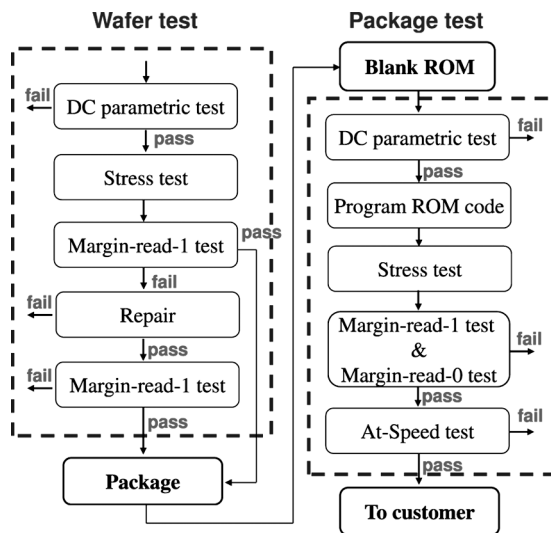 Wafer test
fail
DC parametric test
pass
Stress test
Margin-read-1 test
pass
fail
fail
Repair
pass
fail
Margin-read-1 test
pass
Package
Package test
Blank ROM
DC parametric test
fail
pass
Program ROM code
Stress test
Margin-read-1 test
&
Margin-read-0 test
fail
pass
At-Speed test
fail
pass
To customer